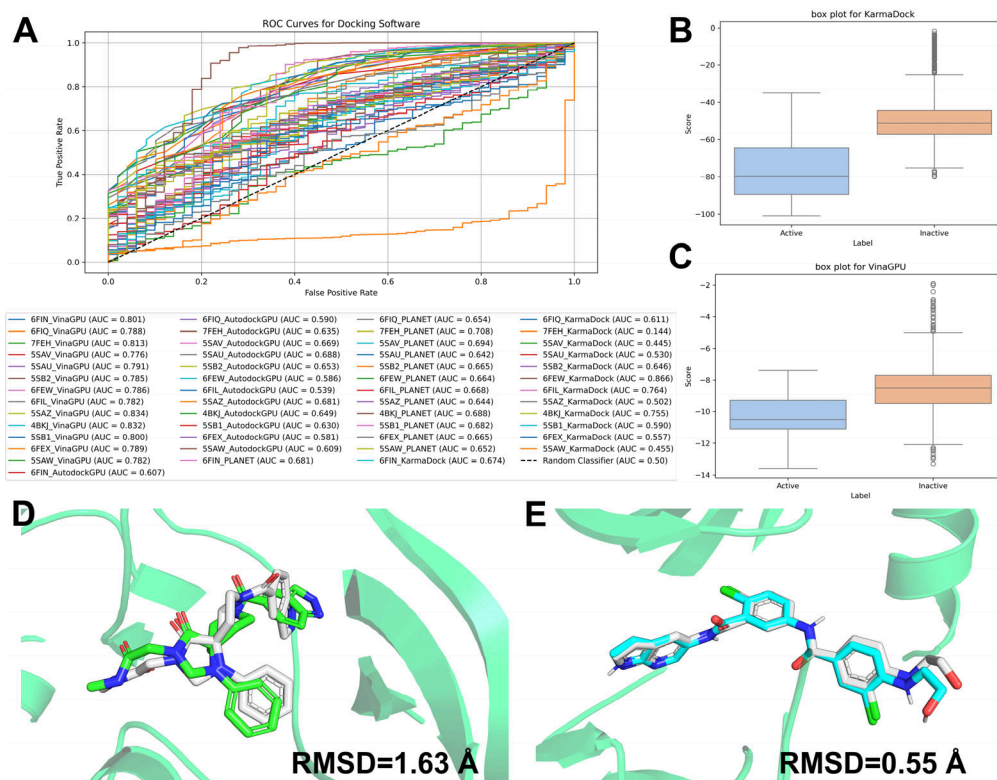 A
ROC Curves for Docking Software
True Positive Rate
1.0
0.8
0.6
0.4
0.2
0.0
0.0 0.2 0.4 0.6 0.8 1.0
False Positive Rate
6FIN_VinaGPU (AUC = 0.801)
6FIQ_VinaGPU (AUC = 0.788)
7FEH_VinaGPU (AUC = 0.813)
5SAV_VinaGPU (AUC = 0.776)
5SAU_VinaGPU (AUC = 0.791)
5SB2_VinaGPU (AUC = 0.785)
6FEW_VinaGPU (AUC = 0.786)
6FIL_VinaGPU (AUC = 0.782)
5SAZ_VinaGPU (AUC = 0.834)
4BKJ_VinaGPU (AUC = 0.832)
5SB1_VinaGPU (AUC = 0.800)
6FEX_VinaGPU (AUC = 0.789)
5SAW_VinaGPU (AUC = 0.782)
6FIN_AutodockGPU (AUC = 0.607)
6FIQ_AutodockGPU (AUC = 0.590)
7FEH_AutodockGPU (AUC = 0.635)
5SAV_AutodockGPU (AUC = 0.669)
5SAU_AutodockGPU (AUC = 0.688)
5SB2_AutodockGPU (AUC = 0.653)
6FEW_AutodockGPU (AUC = 0.586)
6FIL_AutodockGPU (AUC = 0.539)
5SAZ_AutodockGPU (AUC = 0.681)
4BKJ_AutodockGPU (AUC = 0.649)
5SB1_AutodockGPU (AUC = 0.630)
6FEX_AutodockGPU (AUC = 0.581)
5SAW_AutodockGPU (AUC = 0.609)
6FIN_PLANET (AUC = 0.681)
6FIQ_PLANET (AUC = 0.654)
7FEH_PLANET (AUC = 0.708)
5SAV_PLANET (AUC = 0.694)
5SAU_PLANET (AUC = 0.642)
5SB2_PLANET (AUC = 0.665)
6FEW_PLANET (AUC = 0.664)
6FIL_PLANET (AUC = 0.668)
5SAZ_PLANET (AUC = 0.644)
4BKJ_PLANET (AUC = 0.688)
5SB1_PLANET (AUC = 0.682)
6FEX_PLANET (AUC = 0.665)
5SAW_PLANET (AUC = 0.652)
6FIN_KarmaDock (AUC = 0.674)
6FIQ_KarmaDock (AUC = 0.611)
7FEH_KarmaDock (AUC = 0.144)
5SAV_KarmaDock (AUC = 0.445)
5SAU_KarmaDock (AUC = 0.530)
5SB2_KarmaDock (AUC = 0.646)
6FEW_KarmaDock (AUC = 0.866)
6FIL_KarmaDock (AUC = 0.764)
5SAZ_KarmaDock (AUC = 0.502)
4BKJ_KarmaDock (AUC = 0.755)
5SB1_KarmaDock (AUC = 0.590)
6FEX_KarmaDock (AUC = 0.557)
5SAW_KarmaDock (AUC = 0.455)
Random Classifier (AUC = 0.50)
B
box plot for KarmaDock
Score
0
−20
−40
−60
−80
−100
Active Inactive
Label
C
box plot for VinaGPU
Score
−2
−4
−6
−8
−10
−12
−14
Active Inactive
Label
D
RMSD=1.63 Å
E
RMSD=0.55 Å